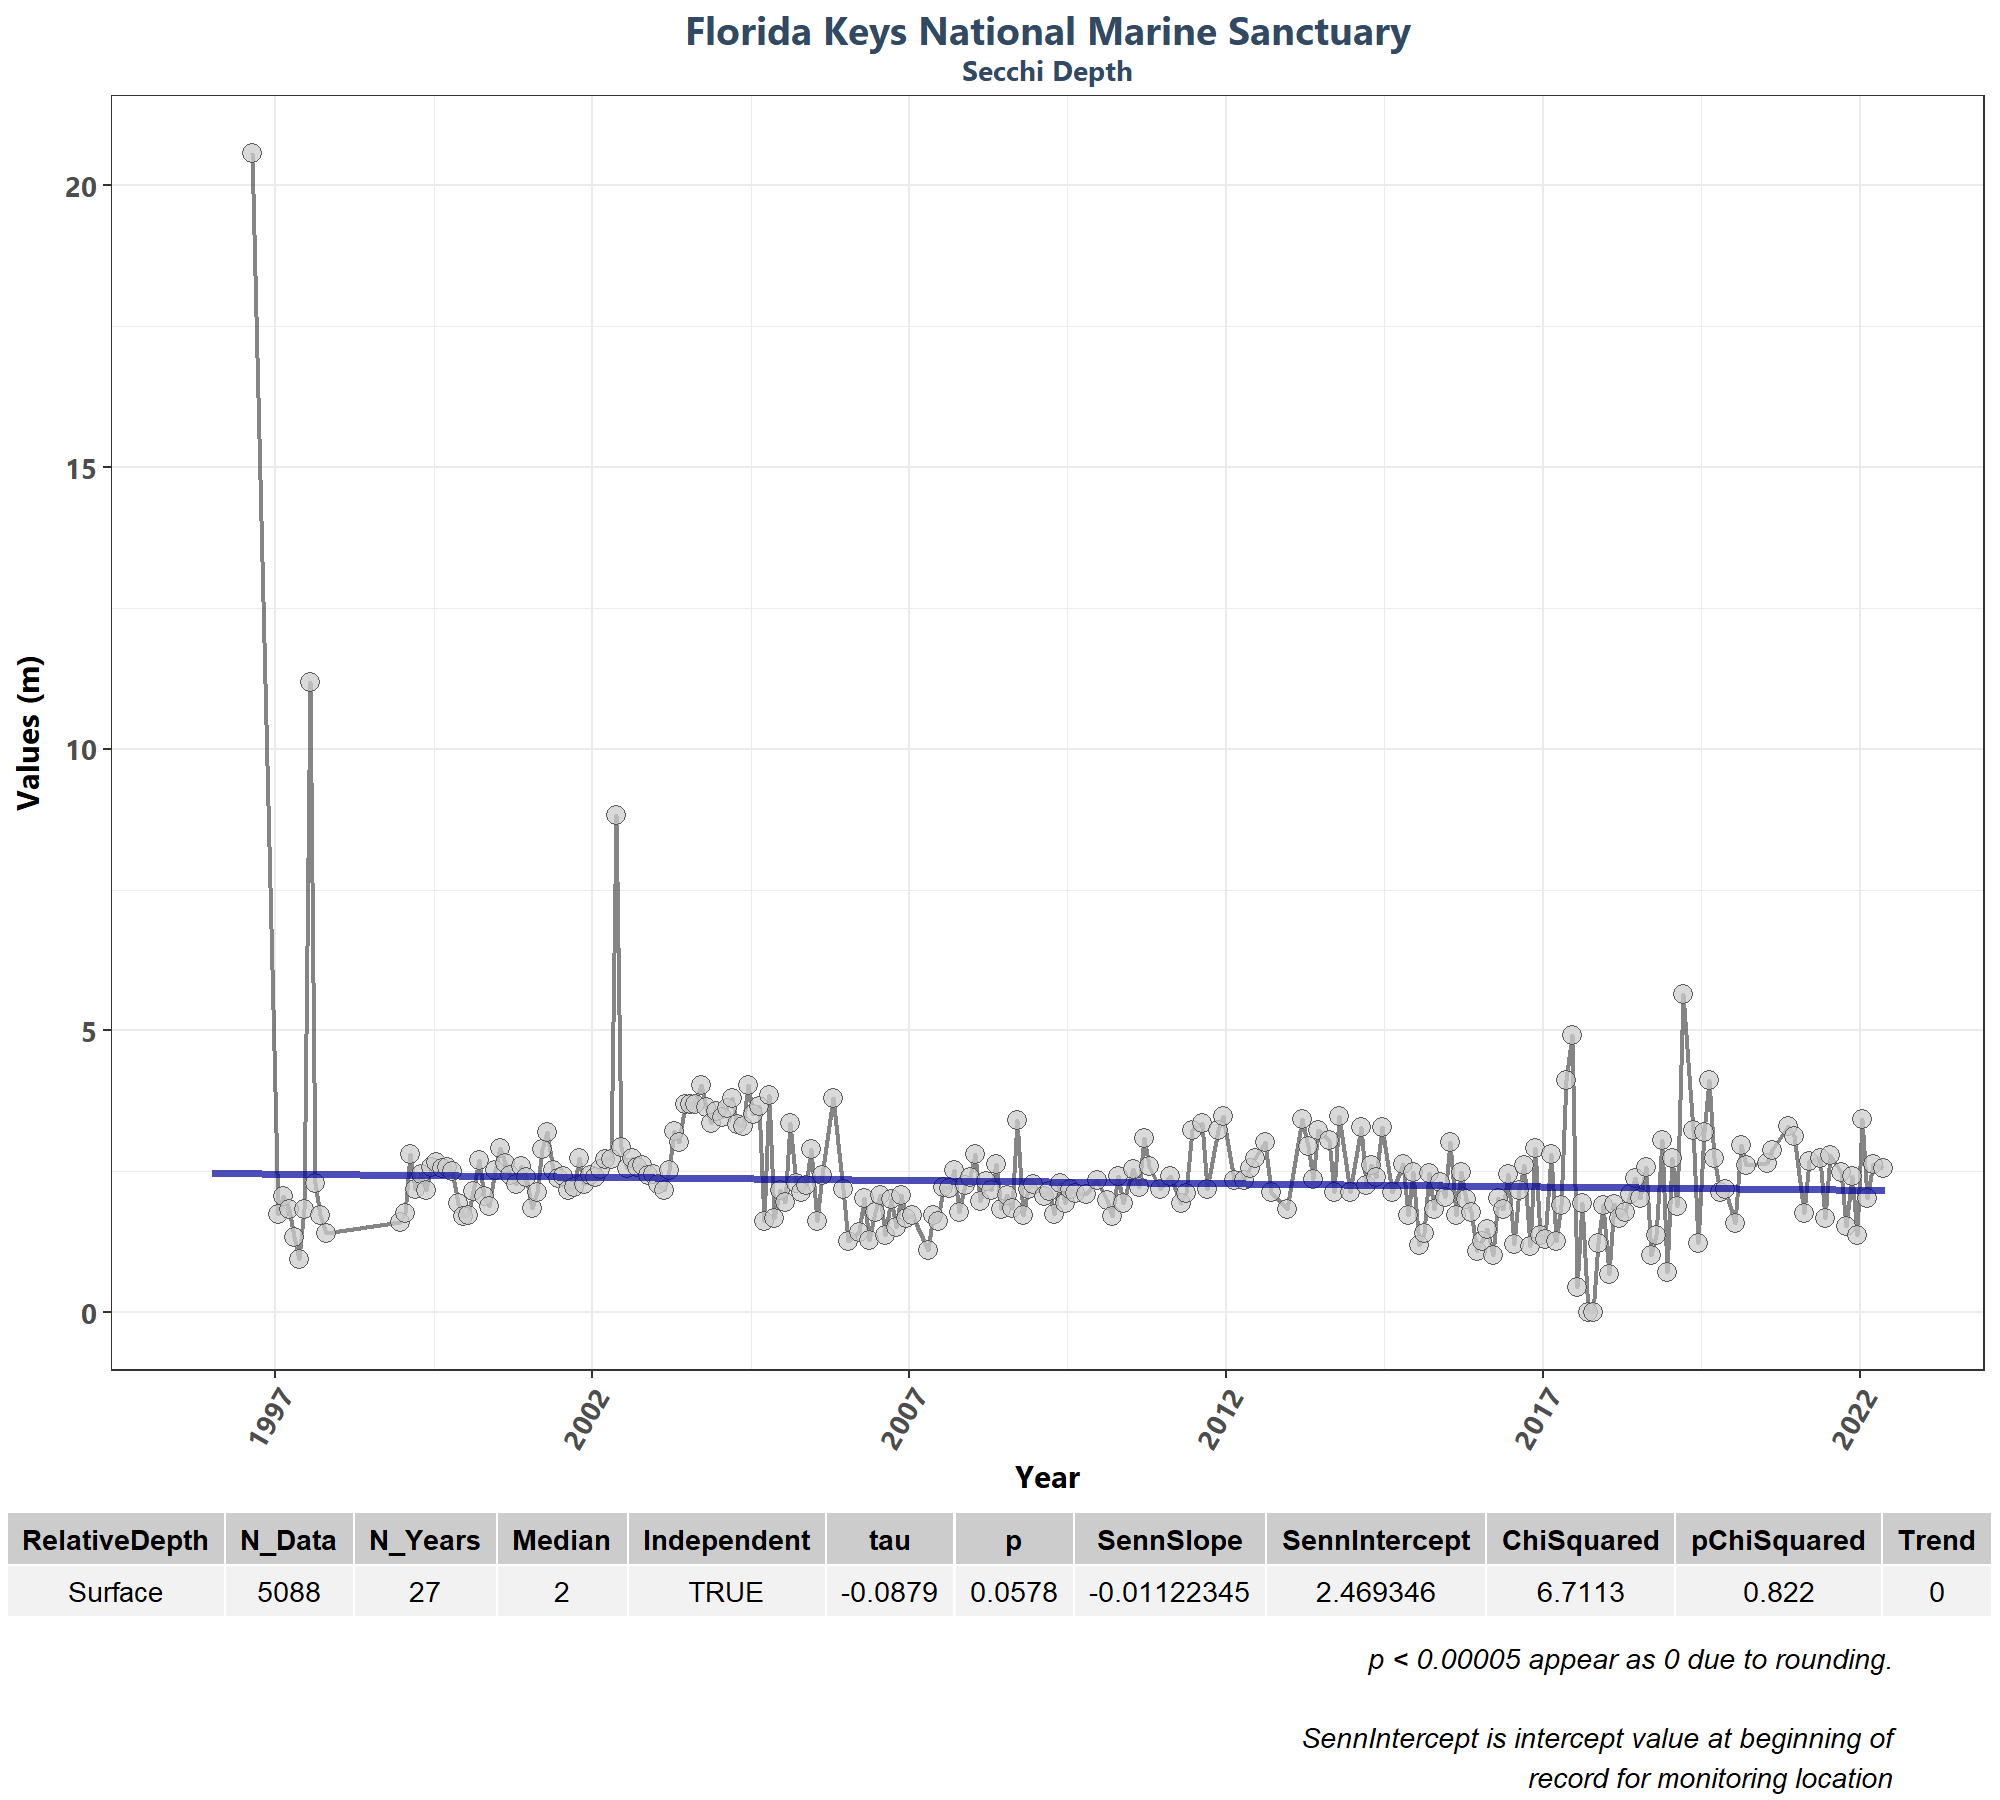 Florida Keys National Marine Sanctuary
Secchi Depth
20
15
10
5
0
Values (m)
1997 2002 2007 2012 2017 2022
Year
RelativeDepth N_Data N_Years Median Independent tau p SennSlope SennIntercept ChiSquared pChiSquared Trend
Surface 5088 27 2 TRUE -0.0879 0.0578 -0.01122345 2.469346 6.7113 0.822 0
p < 0.00005 appear as 0 due to rounding.
SennIntercept is intercept value at beginning of
record for monitoring location